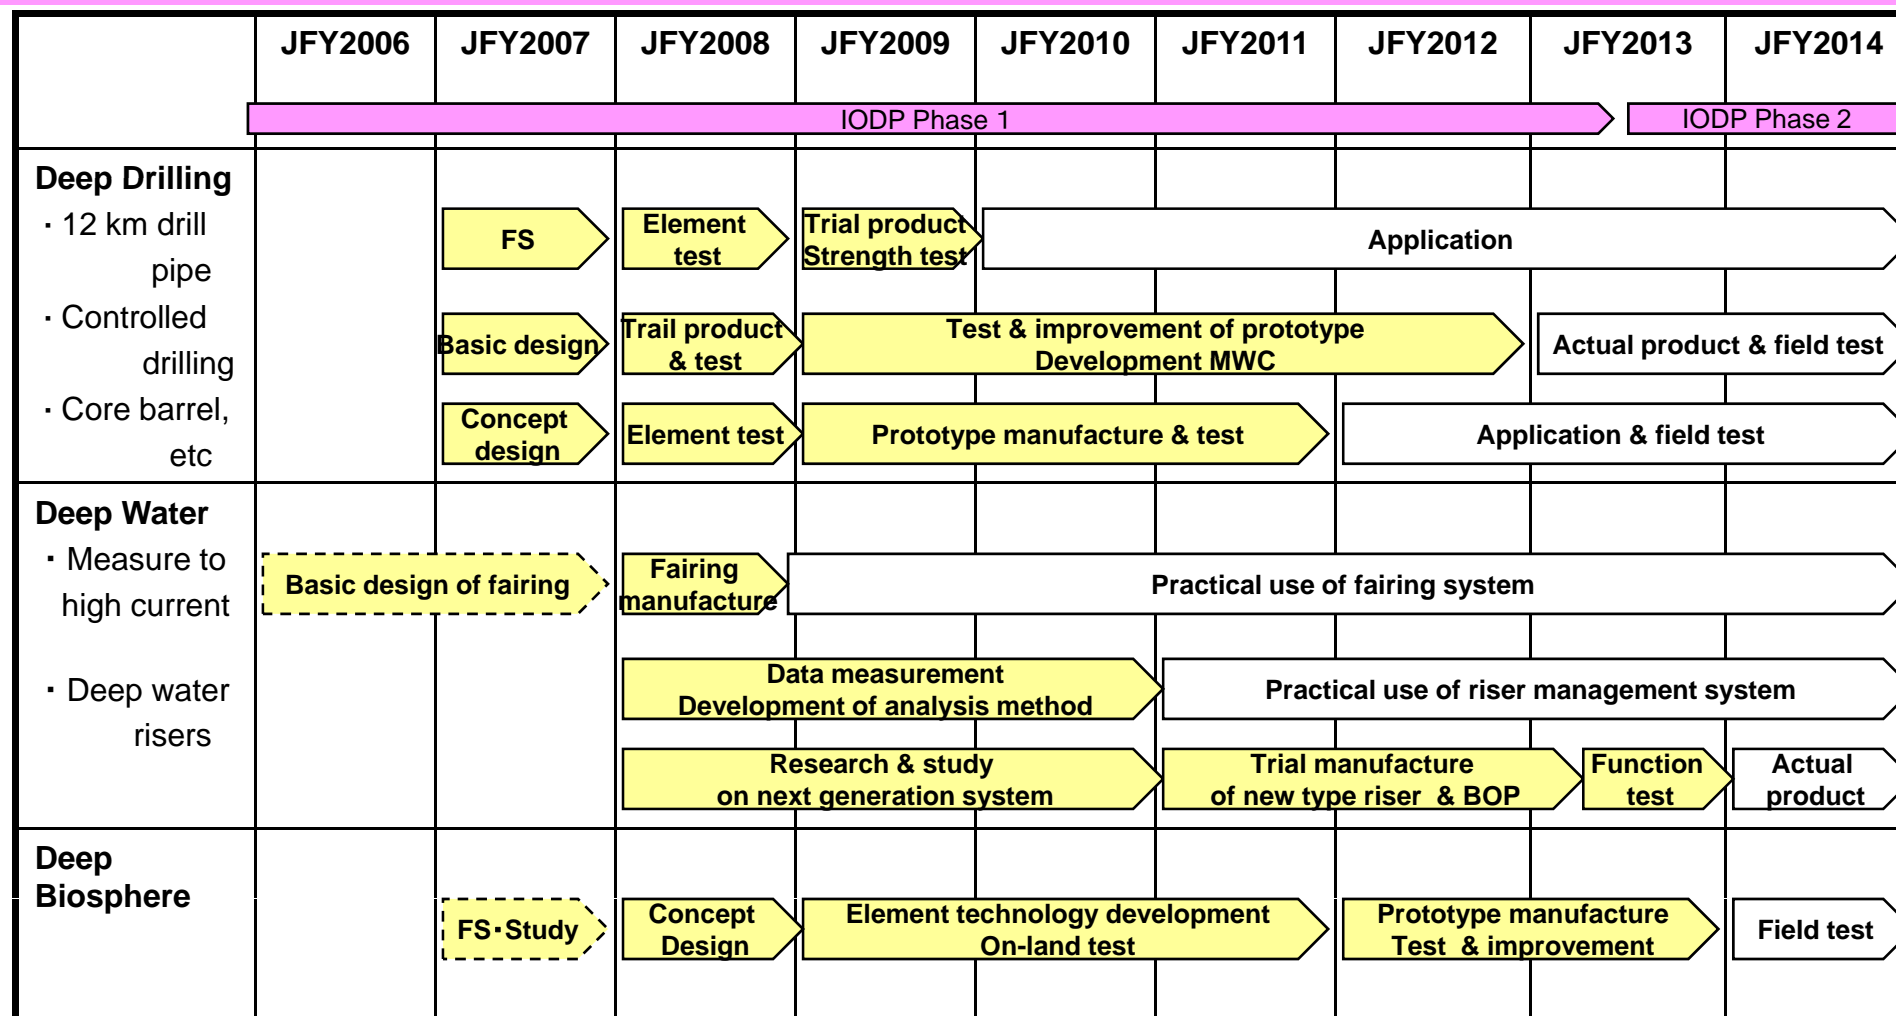 JFY2006 JFY2007 JFY2008 JFY2009 JFY2010 JFY2011 JFY2012 JFY2013 JFY2014
IODP Phase 1
IODP Phase 2
Deep Drilling
・12 km drill
pipe
FS
Element
test
Trial product
Strength test
Application
・Controlled
drilling
Basic design
Trail product
& test
Test & improvement of prototype
Development MWC
Actual product & field test
・Core barrel,
etc
Concept
design
Element test
Prototype manufacture & test
Application & field test
Deep Water
・Measure to
high current
Basic design of fairing
Fairing
manufacture
Practical use of fairing system
・Deep water
risers
Data measurement
Development of analysis method
Practical use of riser management system
Research & study
on next generation system
Trial manufacture
of new type riser & BOP
Function
test
Actual
product
Deep
Biosphere
FS・Study
Concept
Design
Element technology development
On-land test
Prototype manufacture
Test & improvement
Field test